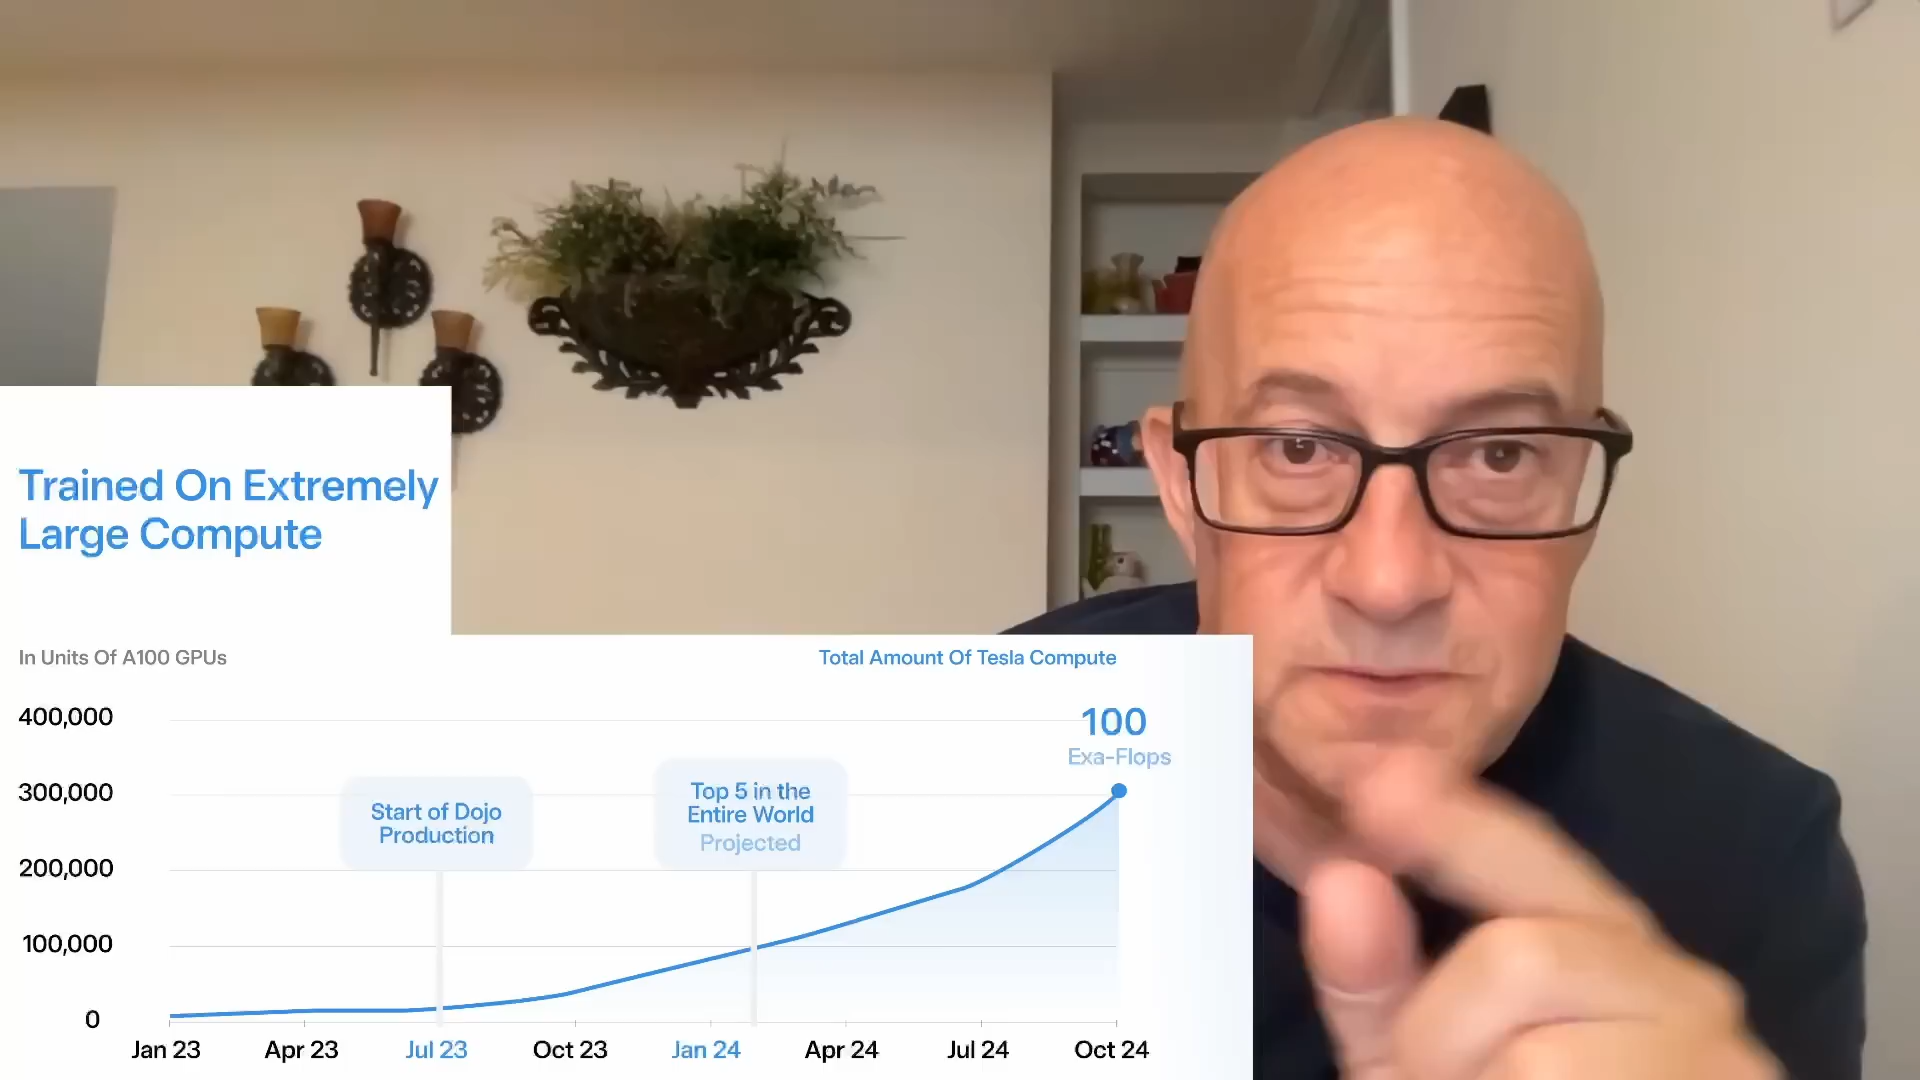 Trained On Extremely
Large Compute
In Units Of A100 GPUs
Total Amount Of Tesla Compute
400,000
300,000
200,000
100,000
0
100
Exa-Flops
Start of Dojo
Production
Top 5 in the
Entire World
Projected
Jan 23
Apr 23
Jul 23
Oct 23
Jan 24
Apr 24
Jul 24
Oct 24